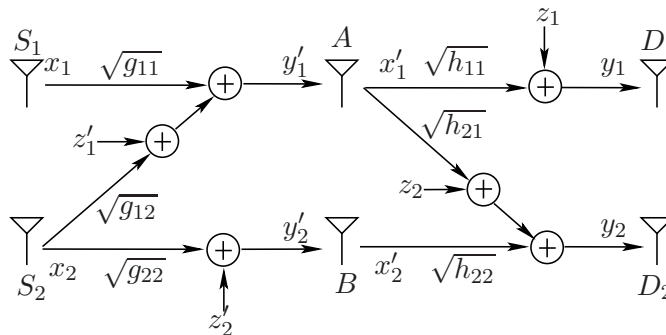 S₁ x₁ √g₁₁ + y′₁ A x′₁ √h₁₁ z₁ + y₁ D
z′₁ + √h₂₁
√g₁₂ z₂ +
S₂ x₂ √g₂₂ + y′₂ B x′₂ √h₂₂ + y₂ D₂
z′₂